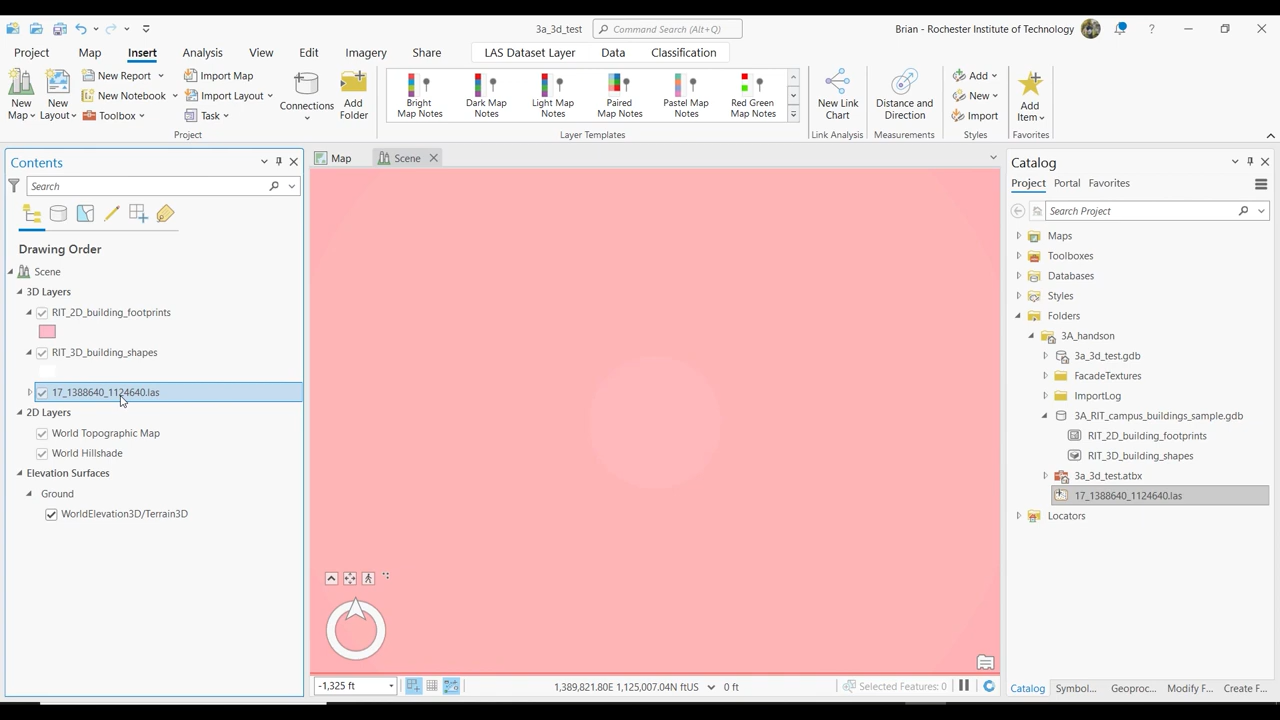 3a_3d_test
Command Search (Alt+Q)
Brian - Rochester Institute of Technology
?
Project
Map
Insert
Analysis
View
Edit
Imagery
Share
LAS Dataset Layer
Data
Classification
New Map
New Layout
New Report
New Notebook
Toolbox
Import Map
Import Layout
Task
Connections
Add Folder
Bright Map Notes
Dark Map Notes
Light Map Notes
Paired Map Notes
Pastel Map Notes
Red Green Map Notes
New Link Chart
Distance and Direction
Add
New
Import
Add Item
Project
Layer Templates
Link Analysis
Measurements
Styles
Favorites
Contents
Search
Drawing Order
Scene
3D Layers
RIT_2D_building_footprints
RIT_3D_building_shapes
17_1388640_1124640.las
2D Layers
World Topographic Map
World Hillshade
Elevation Surfaces
Ground
WorldElevation3D/Terrain3D
Map
Scene
-1,325 ft
1,389,821.80E 1,125,007.04N ftUS
0 ft
Selected Features: 0
Catalog
Project
Portal
Favorites
Search Project
Maps
Toolboxes
Databases
Styles
Folders
3A_handson
3a_3d_test.gdb
FacadeTextures
ImportLog
3A_RIT_campus_buildings_sample.gdb
RIT_2D_building_footprints
RIT_3D_building_shapes
3a_3d_test.atbx
17_1388640_1124640.las
Locators
Catalog
Symbol...
Geoproc...
Modify F...
Create F...